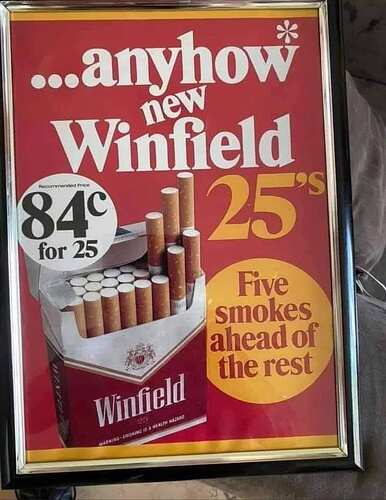 ...anyhow*
new
Winfield
25's
Recommended Price
84c
for 25
Five
smokes
ahead of
the rest
Winfield
25's
WARNING-SMOKING IS A HEALTH HAZARD